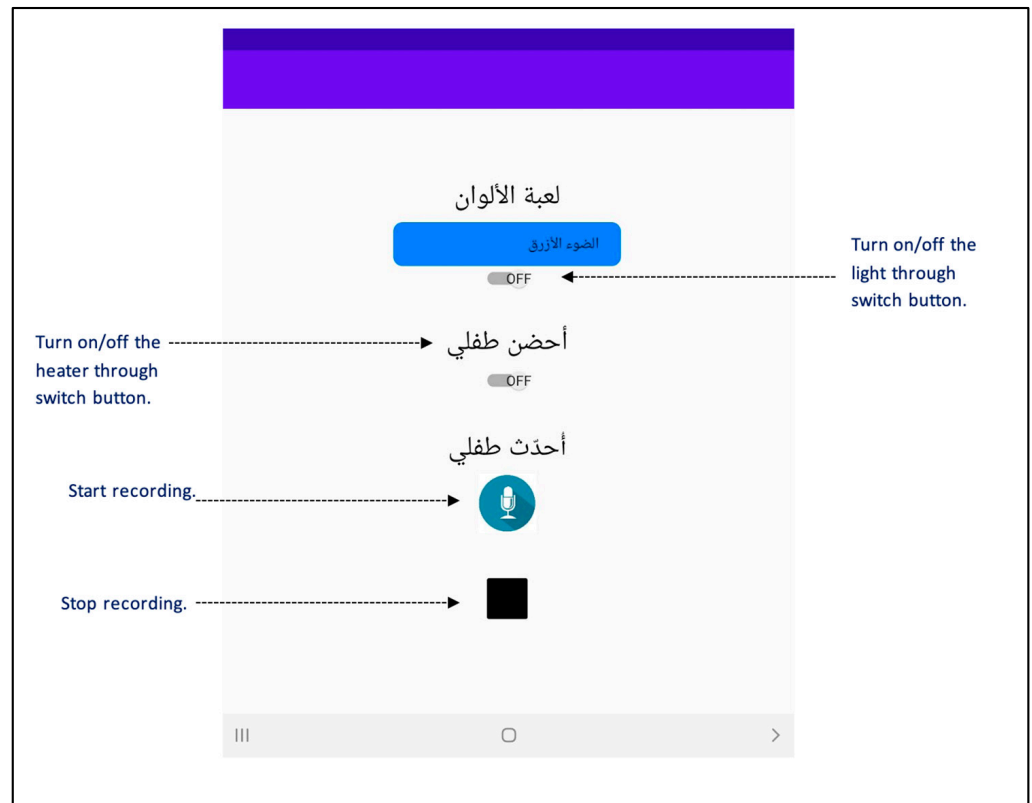 لعبة الألوان
الضوء الأزرق
OFF
Turn on/off the
light through
switch button.
Turn on/off the
heater through
switch button.
أحضن طفلي
OFF
أُحدّث طفلي
Start recording.
Stop recording.